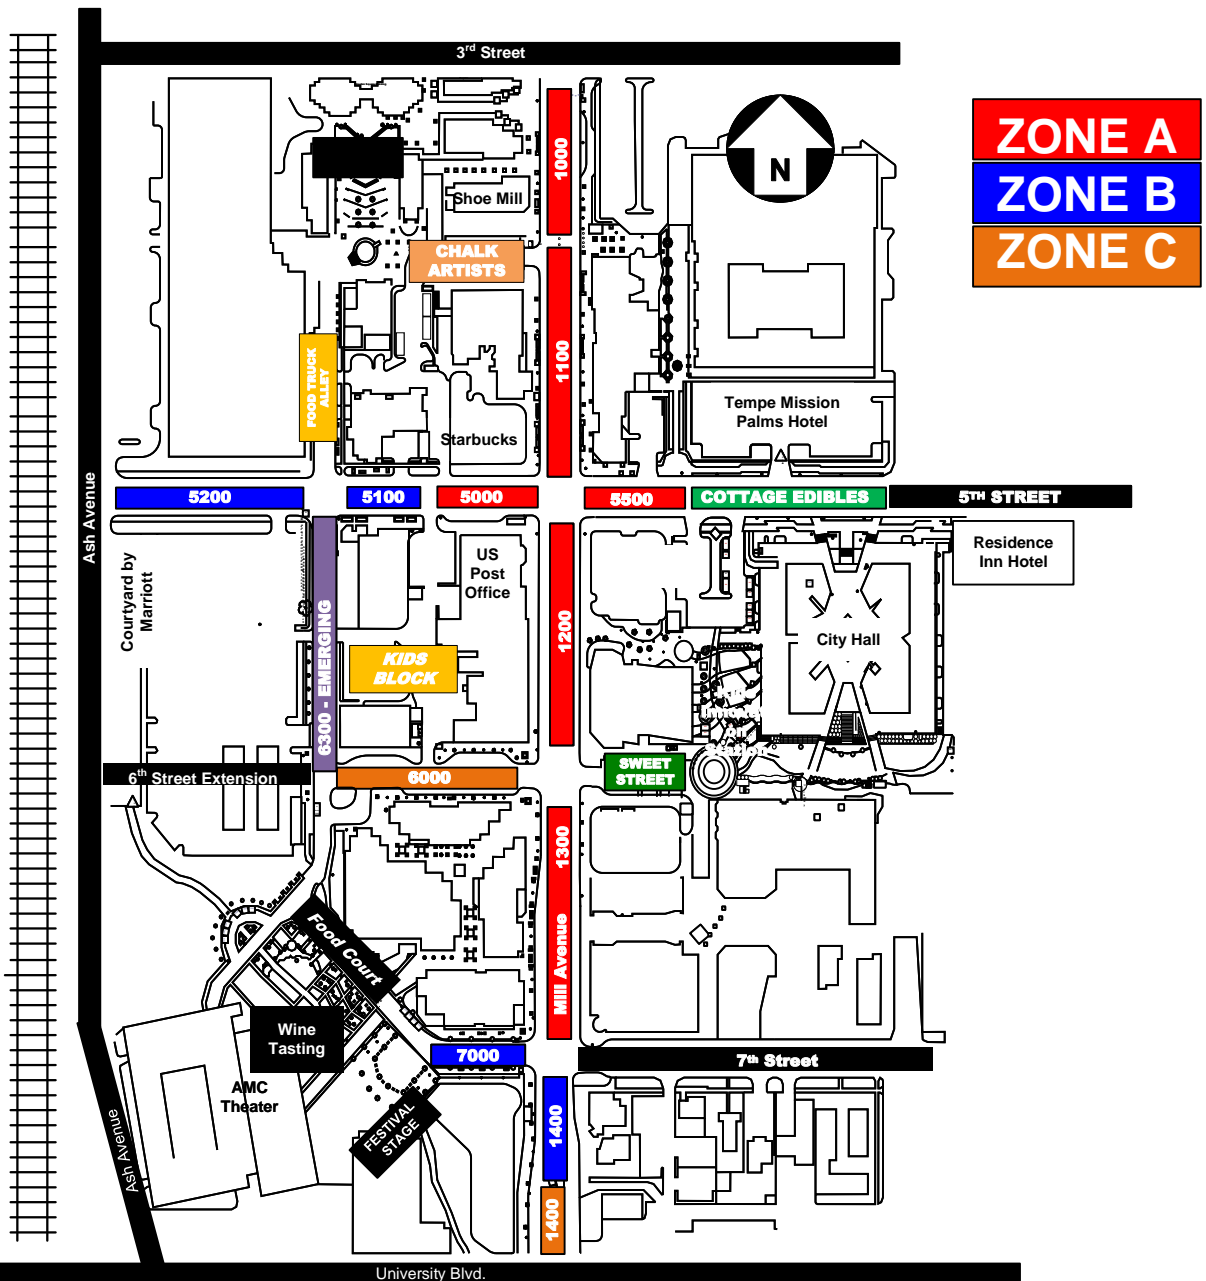 3rd Street
ZONE A
ZONE B
ZONE C
N
1000
Shoe Mill
CHALK
ARTISTS
1100
FOOD TRUCK
ALLEY
Tempe Mission
Palms Hotel
Starbucks
Ash Avenue
5200
5100
5000
5500
COTTAGE EDIBLES
5TH STREET
Courtyard by
Marriott
US
Post
Office
Residence
Inn Hotel
6300 - EMERGING
1200
City Hall
KIDS
BLOCK
6th Street Extension
6000
SWEET
STREET
1300
Mill Avenue
Food Court
Wine
Tasting
7000
7th Street
AMC
Theater
FESTIVAL
STAGE
Ash Avenue
1400
1400
University Blvd.